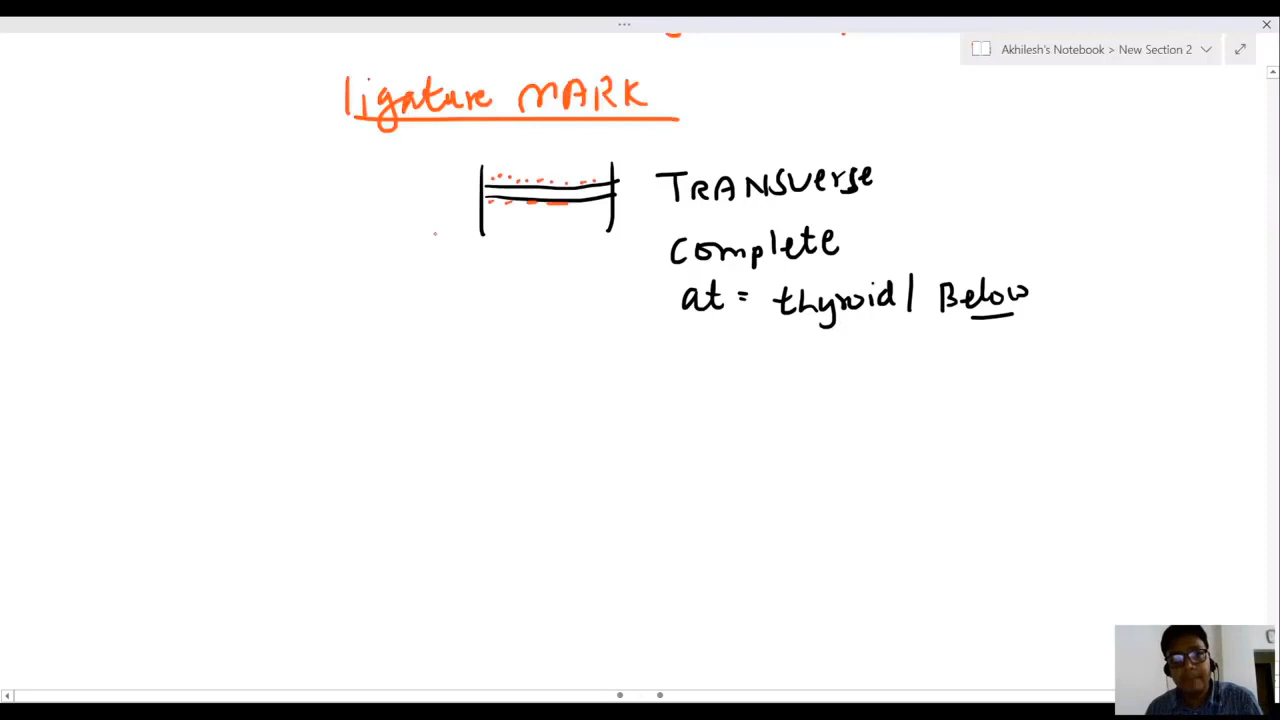 Akhilesh's Notebook > New Section 2
ligature MARK
TRANSverse
complete
at = thyroid / Below